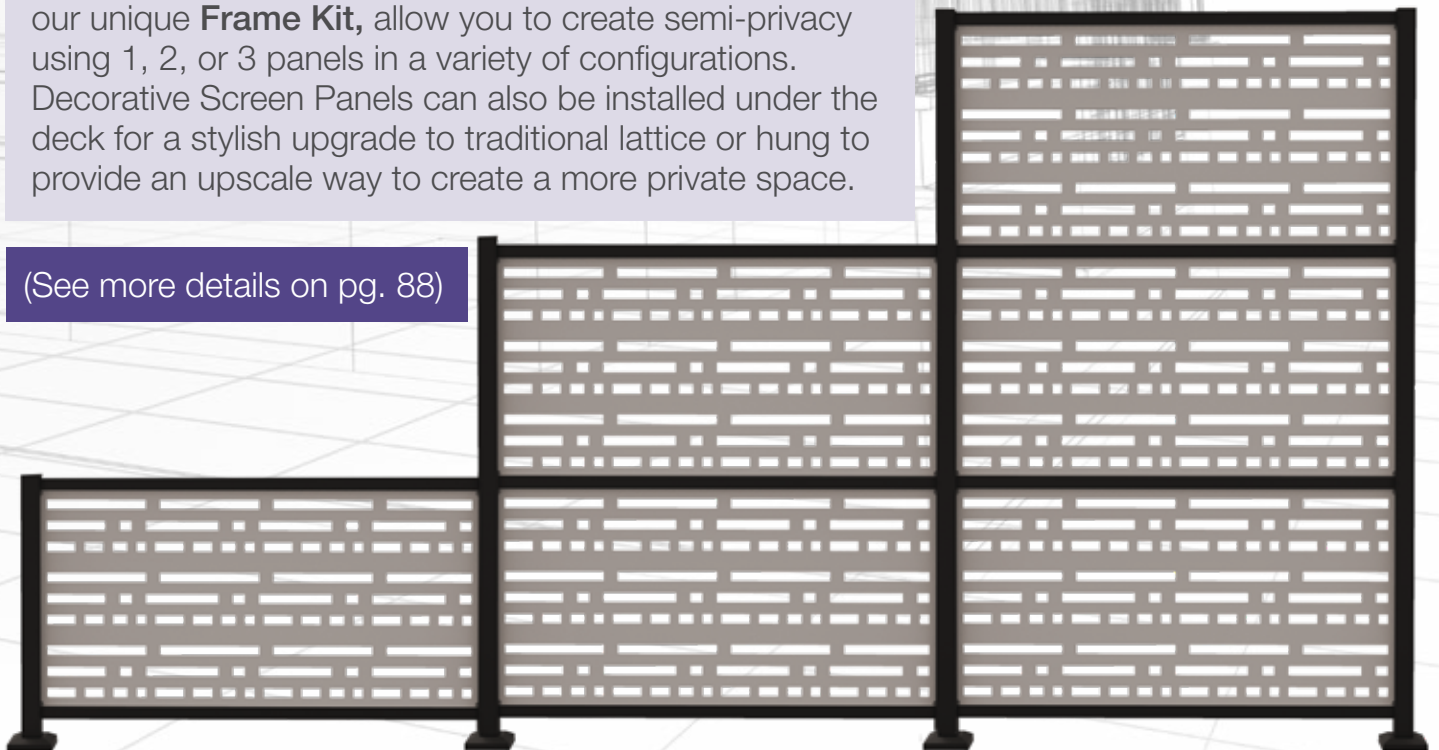 our unique Frame Kit, allow you to create semi-privacy
using 1, 2, or 3 panels in a variety of configurations.
Decorative Screen Panels can also be installed under the
deck for a stylish upgrade to traditional lattice or hung to
provide an upscale way to create a more private space.
(See more details on pg. 88)